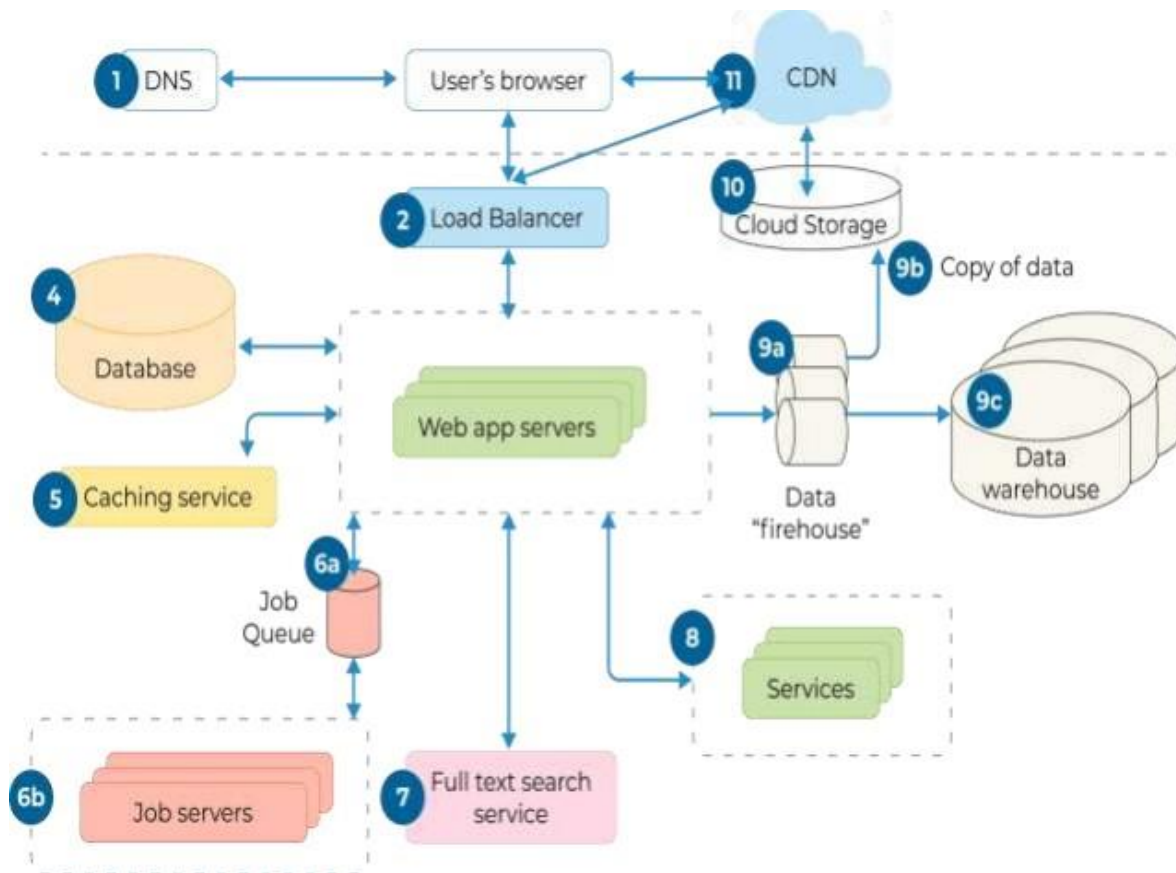 1 DNS
User's browser
11 CDN
10
Cloud Storage
2 Load Balancer
9b Copy of data
4
Database
9a
9c
Web app servers
Data
warehouse
5 Caching service
Data
“firehouse”
6a
Job
Queue
8
Services
6b
Job servers
7
Full text search
service